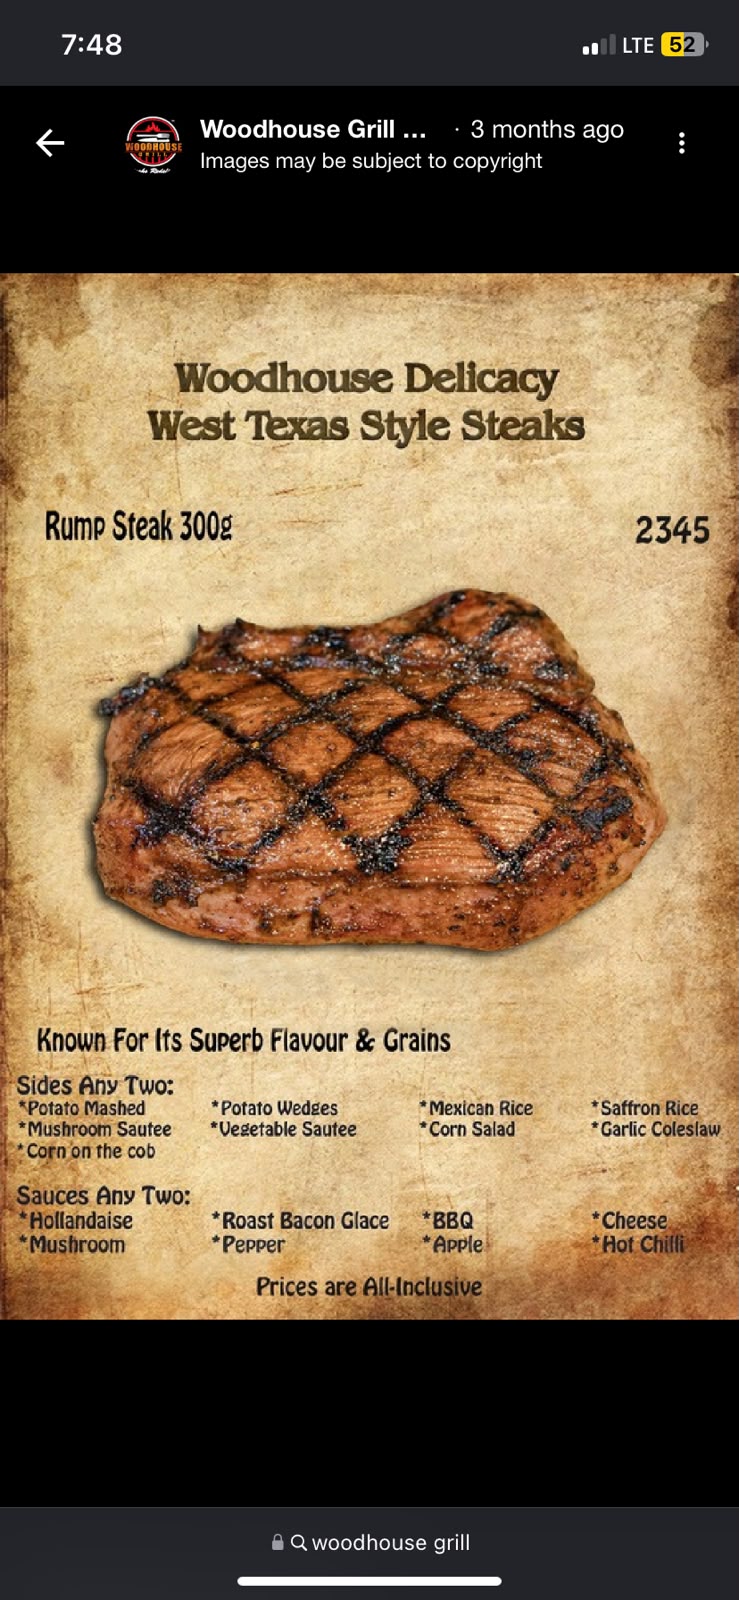 7:48
LTE 52
Woodhouse Grill ... · 3 months ago
WOODHOUSE
GRILL
Images may be subject to copyright
Woodhouse Delicacy
West Texas Style Steaks
Rump Steak 300g 2345
Known For Its Superb Flavour & Grains
Sides Any Two:
*Potato Mashed *Potato Wedges *Mexican Rice *Saffron Rice
*Mushroom Sautee *Vegetable Sautee *Corn Salad *Garlic Coleslaw
*Corn on the cob
Sauces Any Two:
*Hollandaise *Roast Bacon Glace *BBQ *Cheese
*Mushroom *Pepper *Apple *Hot Chilli
Prices are All-Inclusive
woodhouse grill